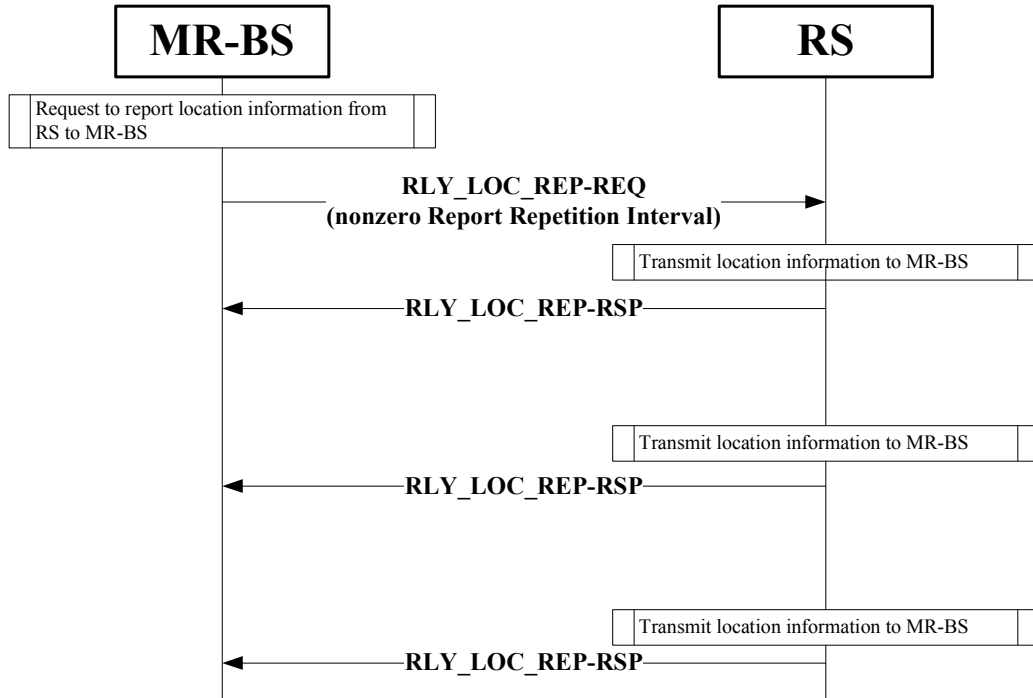 MR-BS
RS
Request to report location information from
RS to MR-BS
RLY_LOC_REP-REQ
(nonzero Report Repetition Interval)
Transmit location information to MR-BS
RLY_LOC_REP-RSP
Transmit location information to MR-BS
RLY_LOC_REP-RSP
Transmit location information to MR-BS
RLY_LOC_REP-RSP